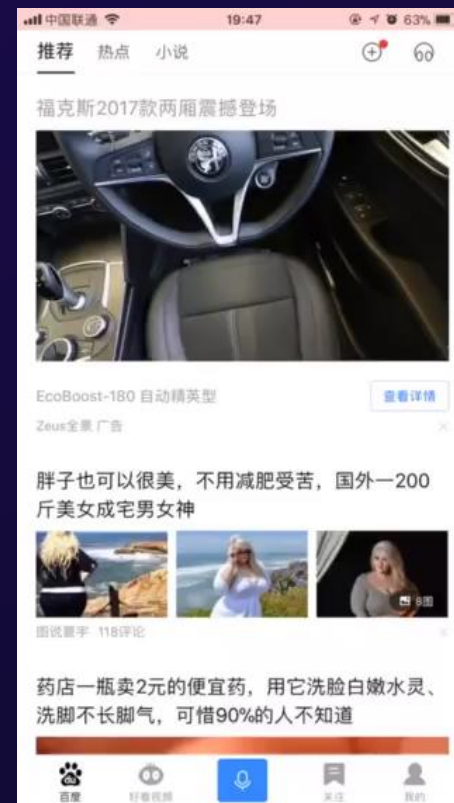 中国联通 19:47 63%
推荐 热点 小说
福克斯2017款两厢震撼登场
EcoBoost-180 自动精英型 查看详情
Zeus全景 广告
胖子也可以很美，不用减肥受苦，国外一200
斤美女成宅男女神
9图
图说寰宇 118评论
药店一瓶卖2元的便宜药，用它洗脸白嫩水灵、
洗脚不长脚气，可惜90%的人不知道
du
百度 好看视频 关注 我的